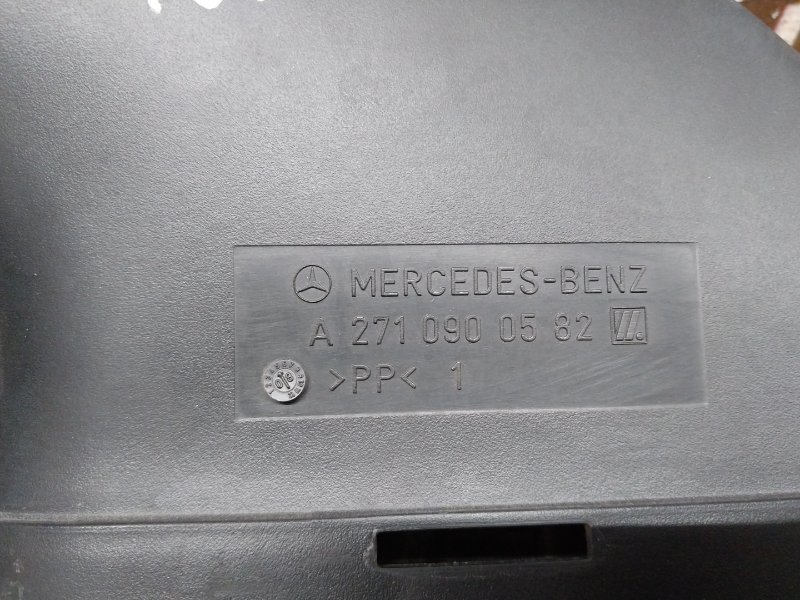 MERCEDES-BENZ
A 271 090 05 82
>PP< 1